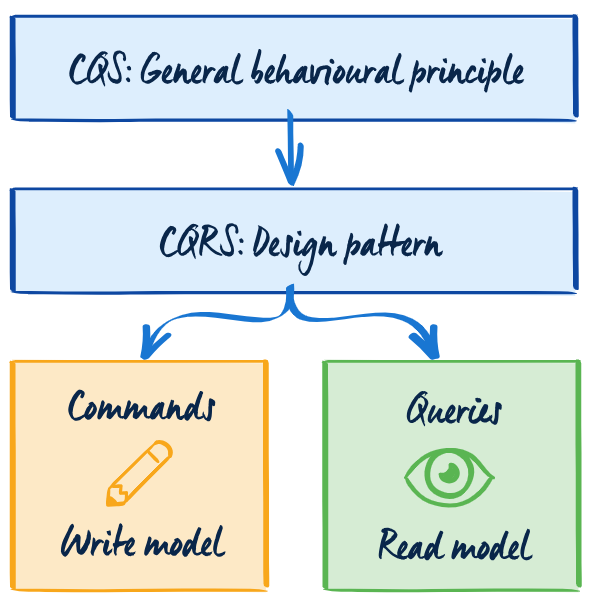 CQS: General behavioural principle
CQRS: Design pattern
Commands
Write model
Queries
Read model